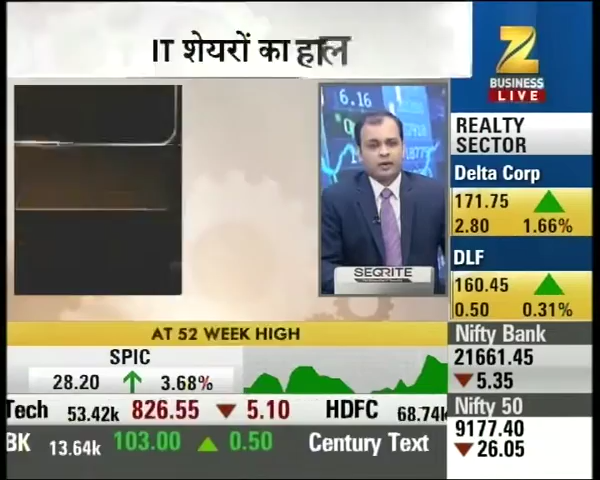 IT शेयरों का हाल
Z
BUSINESS
LIVE
6.16
REALTY
SECTOR
Delta Corp
171.75
2.80 1.66%
DLF
160.45
0.50 0.31%
SEQRITE
AT 52 WEEK HIGH
SPIC
28.20 3.68%
Nifty Bank
21661.45
5.35
Tech 53.42k 826.55 5.10 HDFC 68.74k
Nifty 50
9177.40
26.05
BK 13.64k 103.00 0.50 Century Text